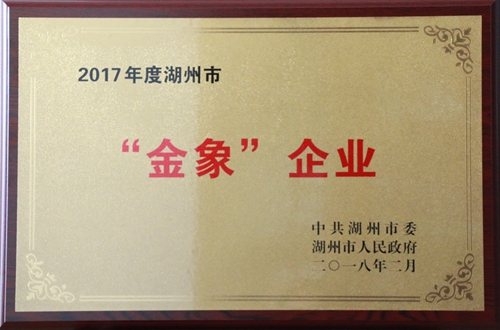 2017年度湖州市
“金象”企业
中共湖州市委
湖州市人民政府
二〇一八年二月